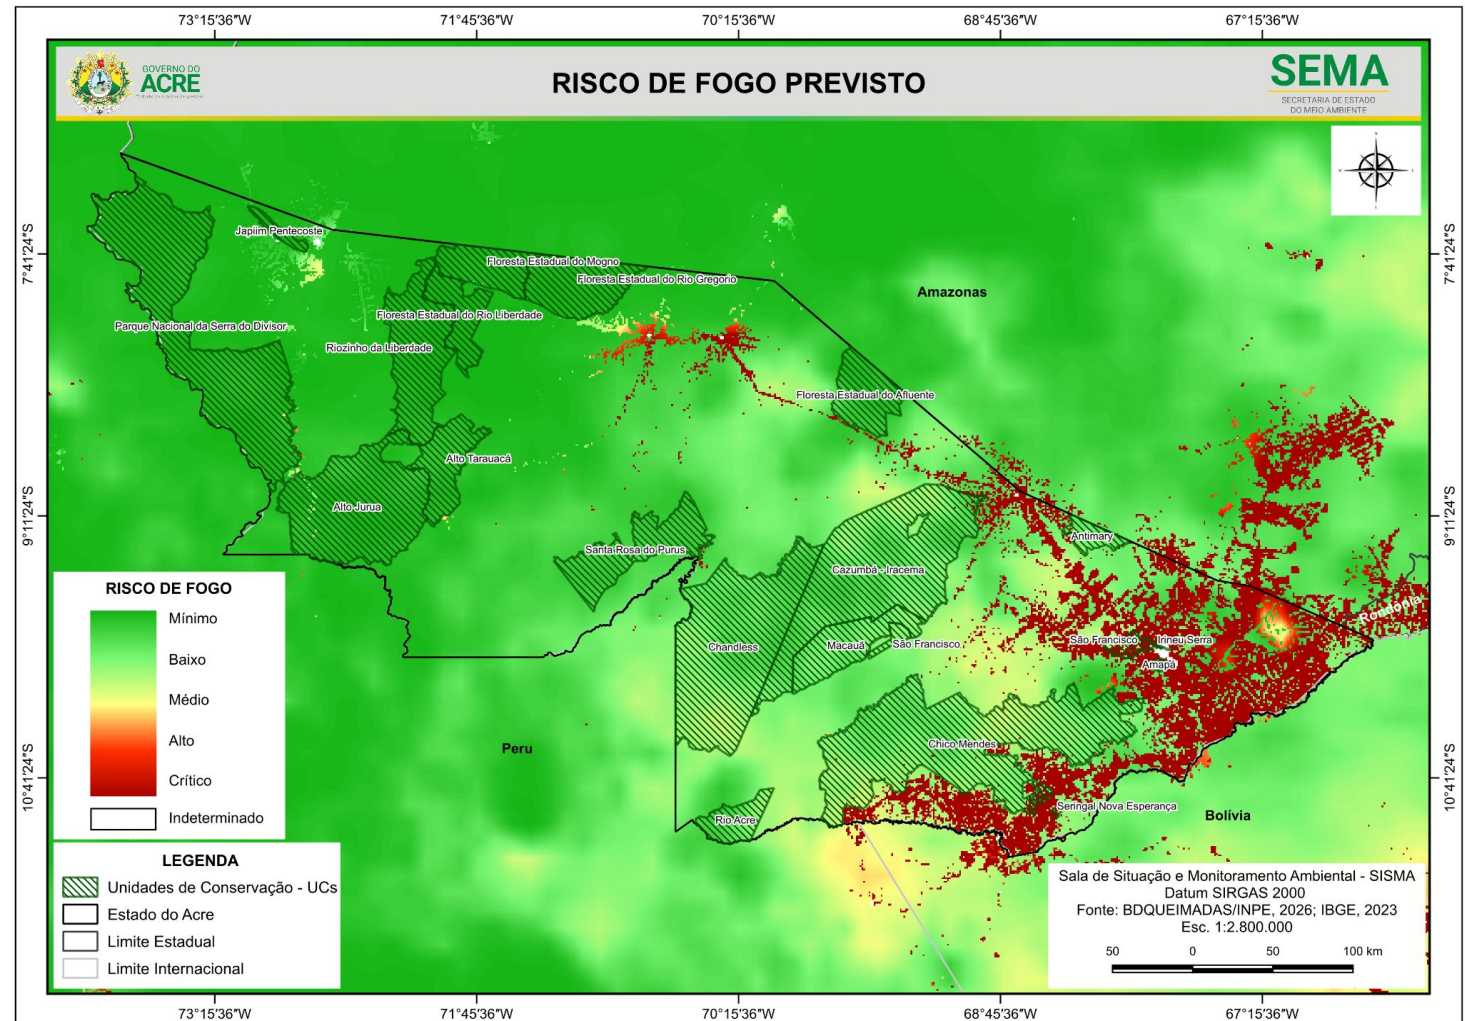 73°15'36"W
71°45'36"W
70°15'36"W
68°45'36"W
67°15'36"W
GOVERNO DO
ACRE
RISCO DE FOGO PREVISTO
SEMA
SECRETARIA DE ESTADO
DO MEIO AMBIENTE
7°41'24"S
7°41'24"S
Japiim Pentecoste
Floresta Estadual do Mogno
Floresta Estadual do Rio Gregorio
Amazonas
Parque Nacional da Serra do Divisor
Floresta Estadual do Rio Liberdade
Riozinho da Liberdade
Floresta Estadual do Afluente
Alto Tarauacá
Alto Jurua
9°11'24"S
9°11'24"S
Santa Rosa do Purus
Antimary
Cazumbá - Iracema
Rondônia
Chandless
Macauã
São Francisco
São Francisco
Irineu Serra
Amapá
Chico Mendes
Peru
10°41'24"S
10°41'24"S
Rio Acre
Seringal Nova Esperança
Bolívia
RISCO DE FOGO
Mínimo
Baixo
Médio
Alto
Crítico
Indeterminado
LEGENDA
Unidades de Conservação - UCs
Estado do Acre
Limite Estadual
Limite Internacional
Sala de Situação e Monitoramento Ambiental - SISMA
Datum SIRGAS 2000
Fonte: BDQUEIMADAS/INPE, 2026; IBGE, 2023
Esc. 1:2.800.000
50 0 50 100 km
73°15'36"W
71°45'36"W
70°15'36"W
68°45'36"W
67°15'36"W